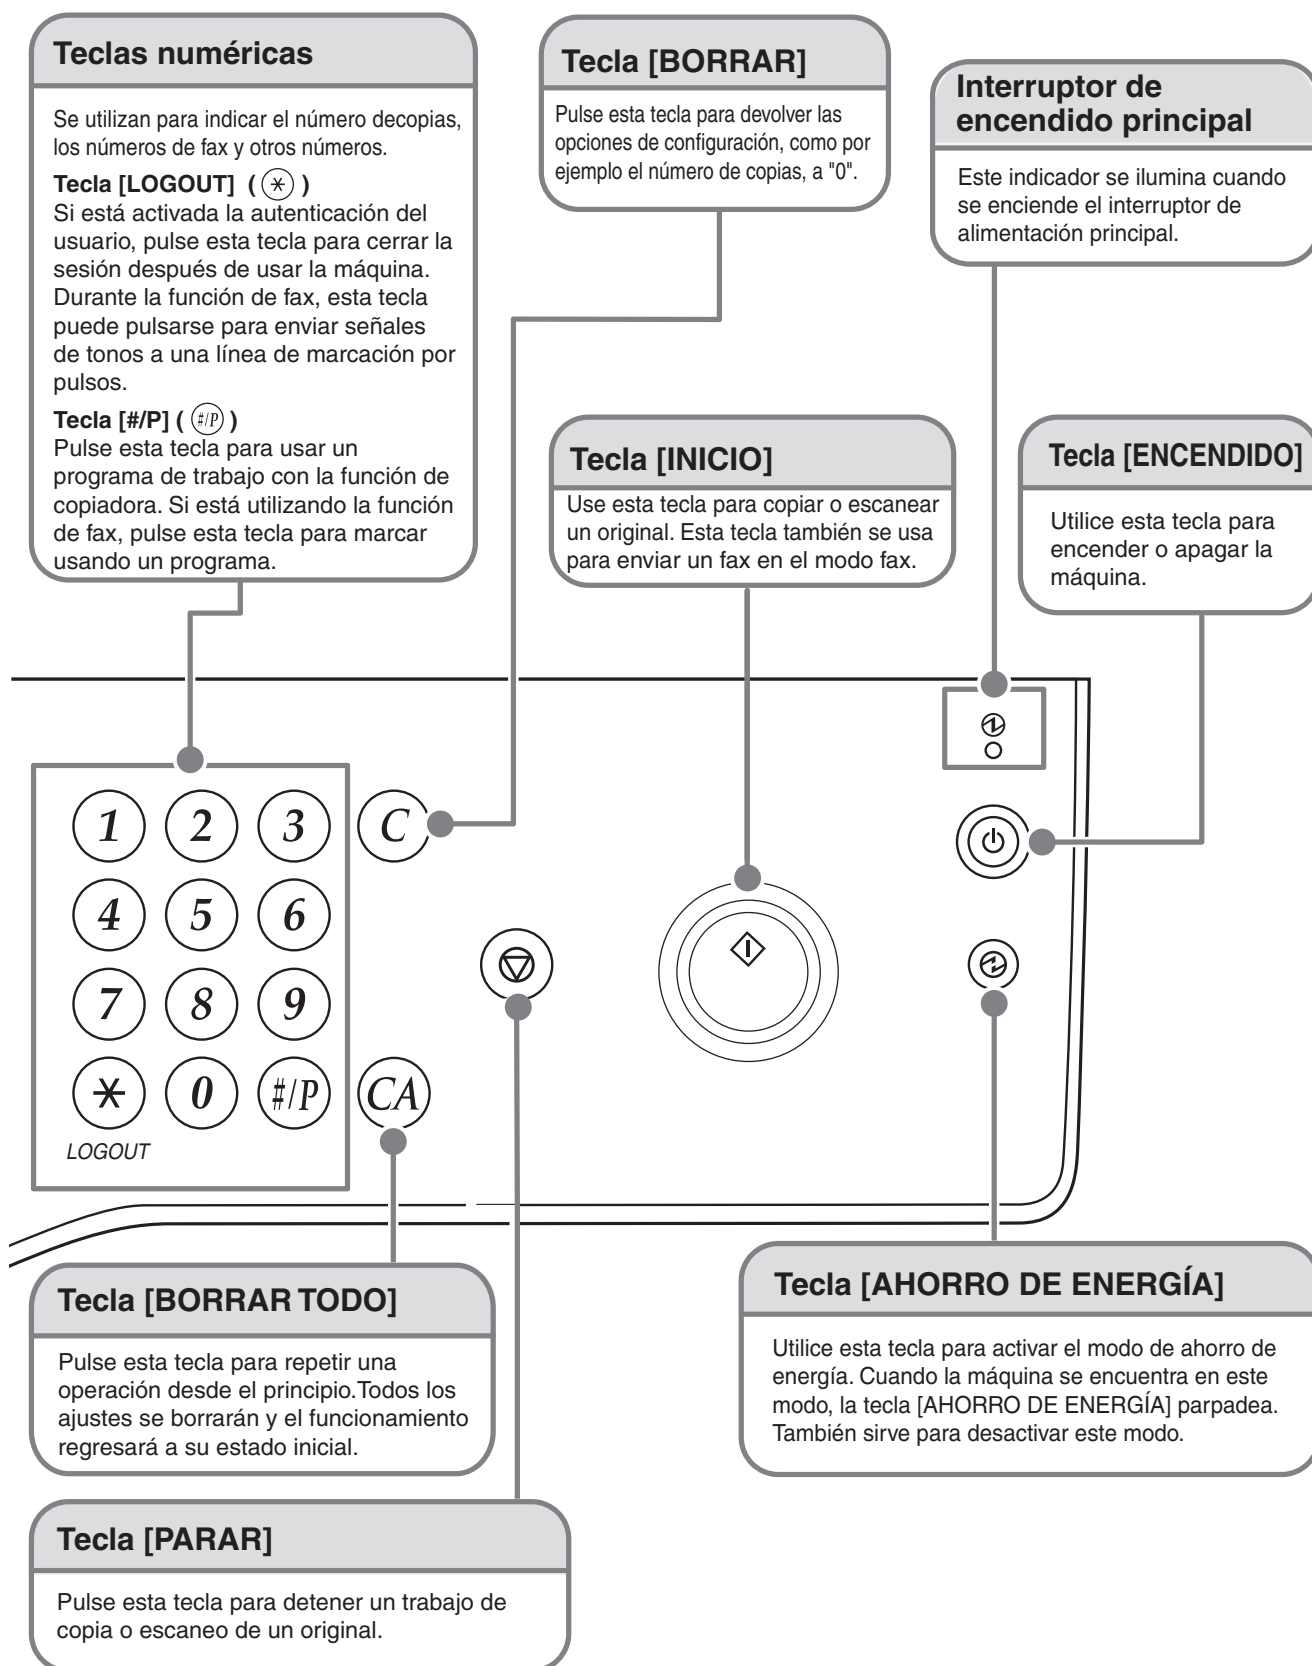 Teclas numéricas
Se utilizan para indicar el número decopias,
los números de fax y otros números.
Tecla [LOGOUT] (✱)
Si está activada la autenticación del
usuario, pulse esta tecla para cerrar la
sesión después de usar la máquina.
Durante la función de fax, esta tecla
puede pulsarse para enviar señales
de tonos a una línea de marcación por
pulsos.
Tecla [#/P] (#/P)
Pulse esta tecla para usar un
programa de trabajo con la función de
copiadora. Si está utilizando la función
de fax, pulse esta tecla para marcar
usando un programa.
Tecla [BORRAR]
Pulse esta tecla para devolver las
opciones de configuración, como por
ejemplo el número de copias, a "0".
Interruptor de
encendido principal
Este indicador se ilumina cuando
se enciende el interruptor de
alimentación principal.
Tecla [INICIO]
Use esta tecla para copiar o escanear
un original. Esta tecla también se usa
para enviar un fax en el modo fax.
Tecla [ENCENDIDO]
Utilice esta tecla para
encender o apagar la
máquina.
1 2 3 C
4 5 6
7 8 9
✱ 0 #/P CA
LOGOUT
Tecla [BORRAR TODO]
Pulse esta tecla para repetir una
operación desde el principio.Todos los
ajustes se borrarán y el funcionamiento
regresará a su estado inicial.
Tecla [AHORRO DE ENERGÍA]
Utilice esta tecla para activar el modo de ahorro de
energía. Cuando la máquina se encuentra en este
modo, la tecla [AHORRO DE ENERGÍA] parpadea.
También sirve para desactivar este modo.
Tecla [PARAR]
Pulse esta tecla para detener un trabajo de
copia o escaneo de un original.